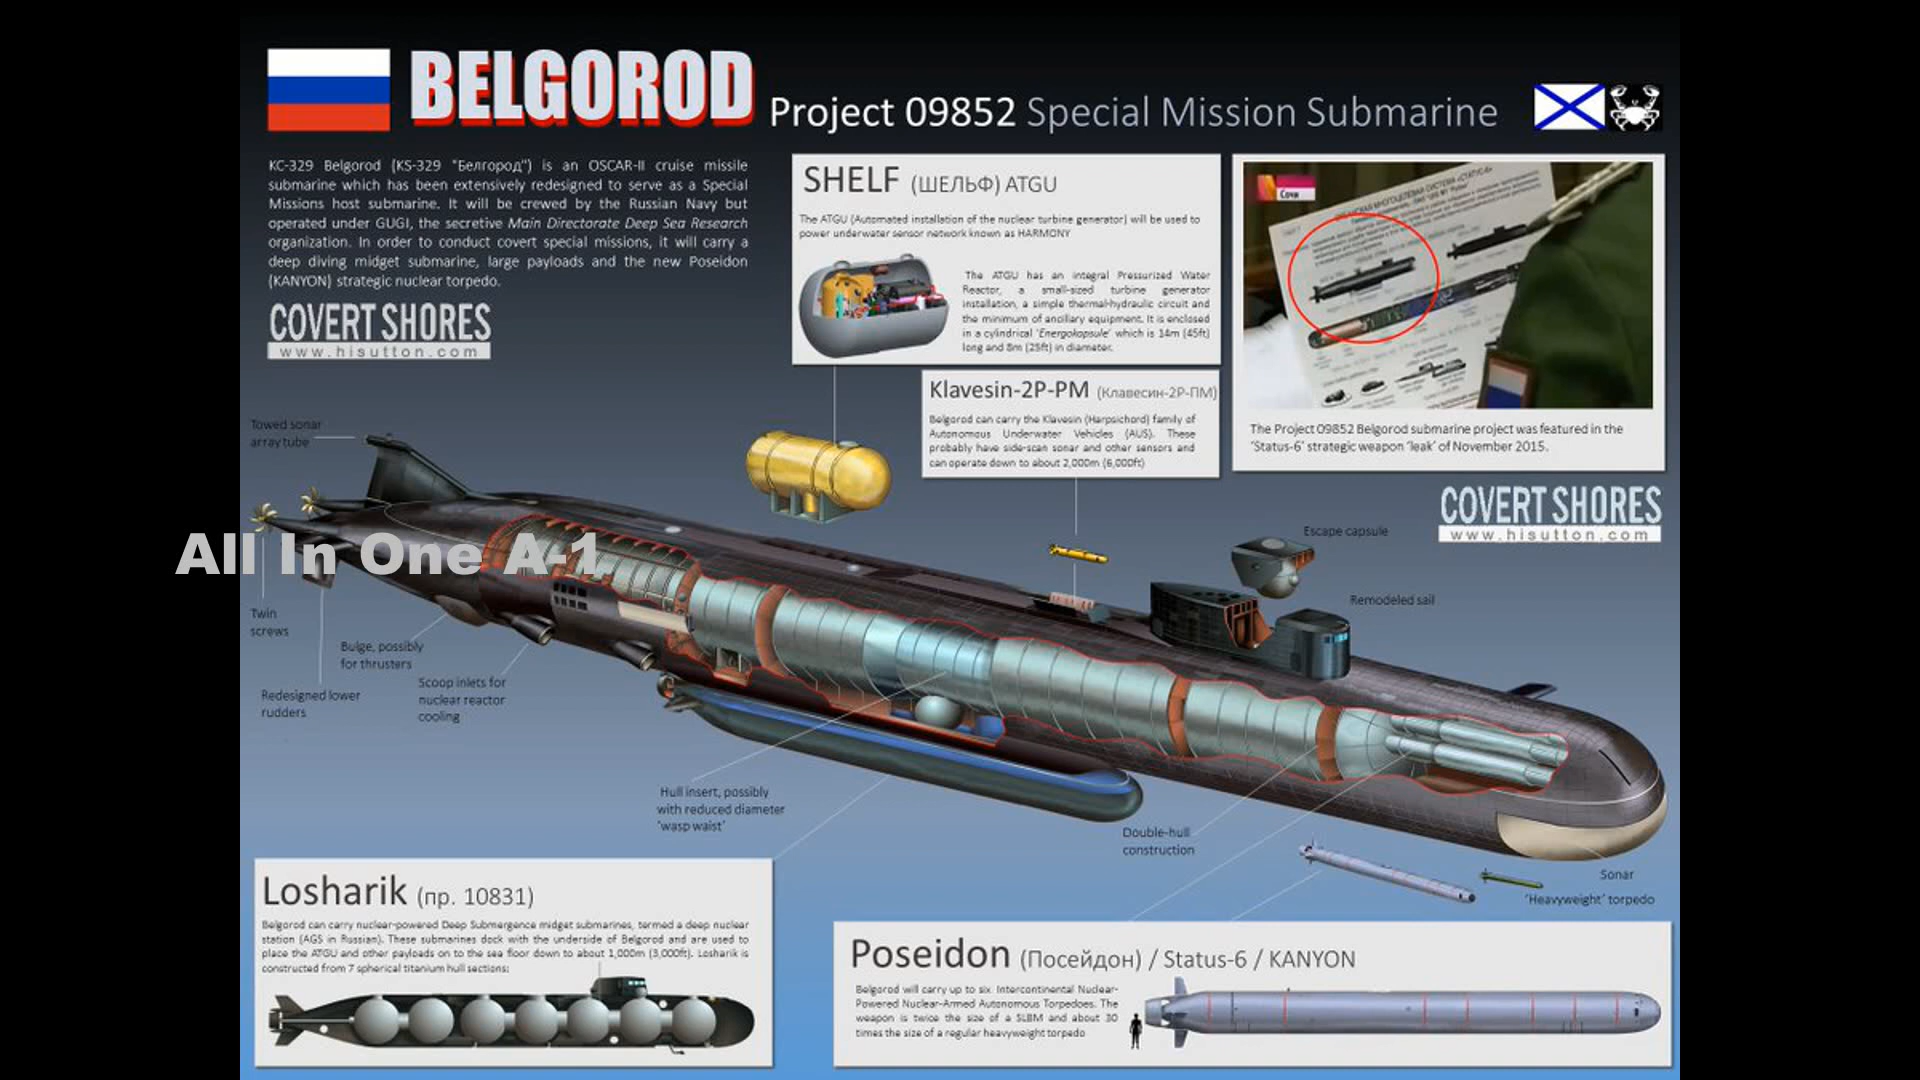 BELGOROD
Project 09852 Special Mission Submarine
KC-329 Belgorod (KS-329 "Белгород") is an OSCAR-II cruise missile
submarine which has been extensively redesigned to serve as a Special
Missions host submarine. It will be crewed by the Russian Navy but
operated under GUGI, the secretive Main Directorate Deep Sea Research
organization. In order to conduct covert special missions, it will carry a
deep diving midget submarine, large payloads and the new Poseidon
(KANYON) strategic nuclear torpedo.
COVERT SHORES
www.hisutton.com
SHELF (ШЕЛЬФ) ATGU
The ATGU (Automated installation of the nuclear turbine generator) will be used to
power underwater sensor network known as HARMONY
The ATGU has an integral Pressurized Water
Reactor, a small-sized turbine generator
installation, a simple thermal-hydraulic circuit and
the minimum of ancillary equipment. It is enclosed
in a cylindrical 'Energokapsule' which is 14m (45ft)
long and 8m (25ft) in diameter.
Klavesin-2P-PM (Клавесин-2Р-ПМ)
Belgorod can carry the Klavesin (Harpsichord) family of
Autonomous Underwater Vehicles (AUS). These
probably have side-scan sonar and other sensors and
can operate down to about 2,000m (6,000ft)
Сочи
The Project 09852 Belgorod submarine project was featured in the
'Status-6' strategic weapon 'leak' of November 2015.
COVERT SHORES
www.hisutton.com
Towed sonar
array tube
All In One A-1
Escape capsule
Remodeled sail
Twin
screws
Bulge, possibly
for thrusters
Redesigned lower
rudders
Scoop inlets for
nuclear reactor
cooling
Hull insert, possibly
with reduced diameter
'wasp waist'
Double-hull
construction
Sonar
'Heavyweight' torpedo
Losharik (пр. 10831)
Belgorod can carry nuclear-powered Deep Submergence midget submarines, termed a deep nuclear
station (AGS in Russian). These submarines dock with the underside of Belgorod and are used to
place the ATGU and other payloads on to the sea floor down to about 1,000m (3,000ft). Losharik is
constructed from 7 spherical titanium hull sections:
Poseidon (Посейдон) / Status-6 / KANYON
Belgorod will carry up to six Intercontinental Nuclear-
Powered Nuclear-Armed Autonomous Torpedoes. The
weapon is twice the size of a SLBM and about 30
times the size of a regular heavyweight torpedo